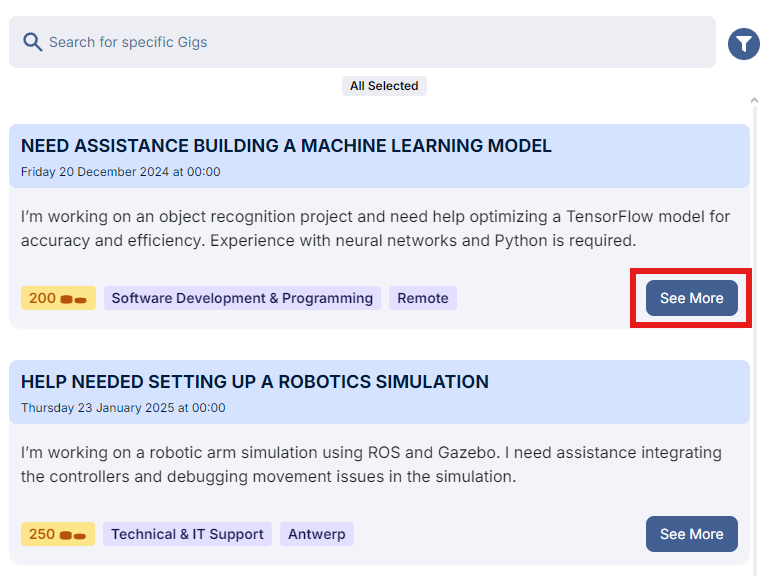 Search for specific Gigs
All Selected
NEED ASSISTANCE BUILDING A MACHINE LEARNING MODEL
Friday 20 December 2024 at 00:00
I’m working on an object recognition project and need help optimizing a TensorFlow model for
accuracy and efficiency. Experience with neural networks and Python is required.
200 Software Development & Programming Remote See More
HELP NEEDED SETTING UP A ROBOTICS SIMULATION
Thursday 23 January 2025 at 00:00
I’m working on a robotic arm simulation using ROS and Gazebo. I need assistance integrating
the controllers and debugging movement issues in the simulation.
250 Technical & IT Support Antwerp See More